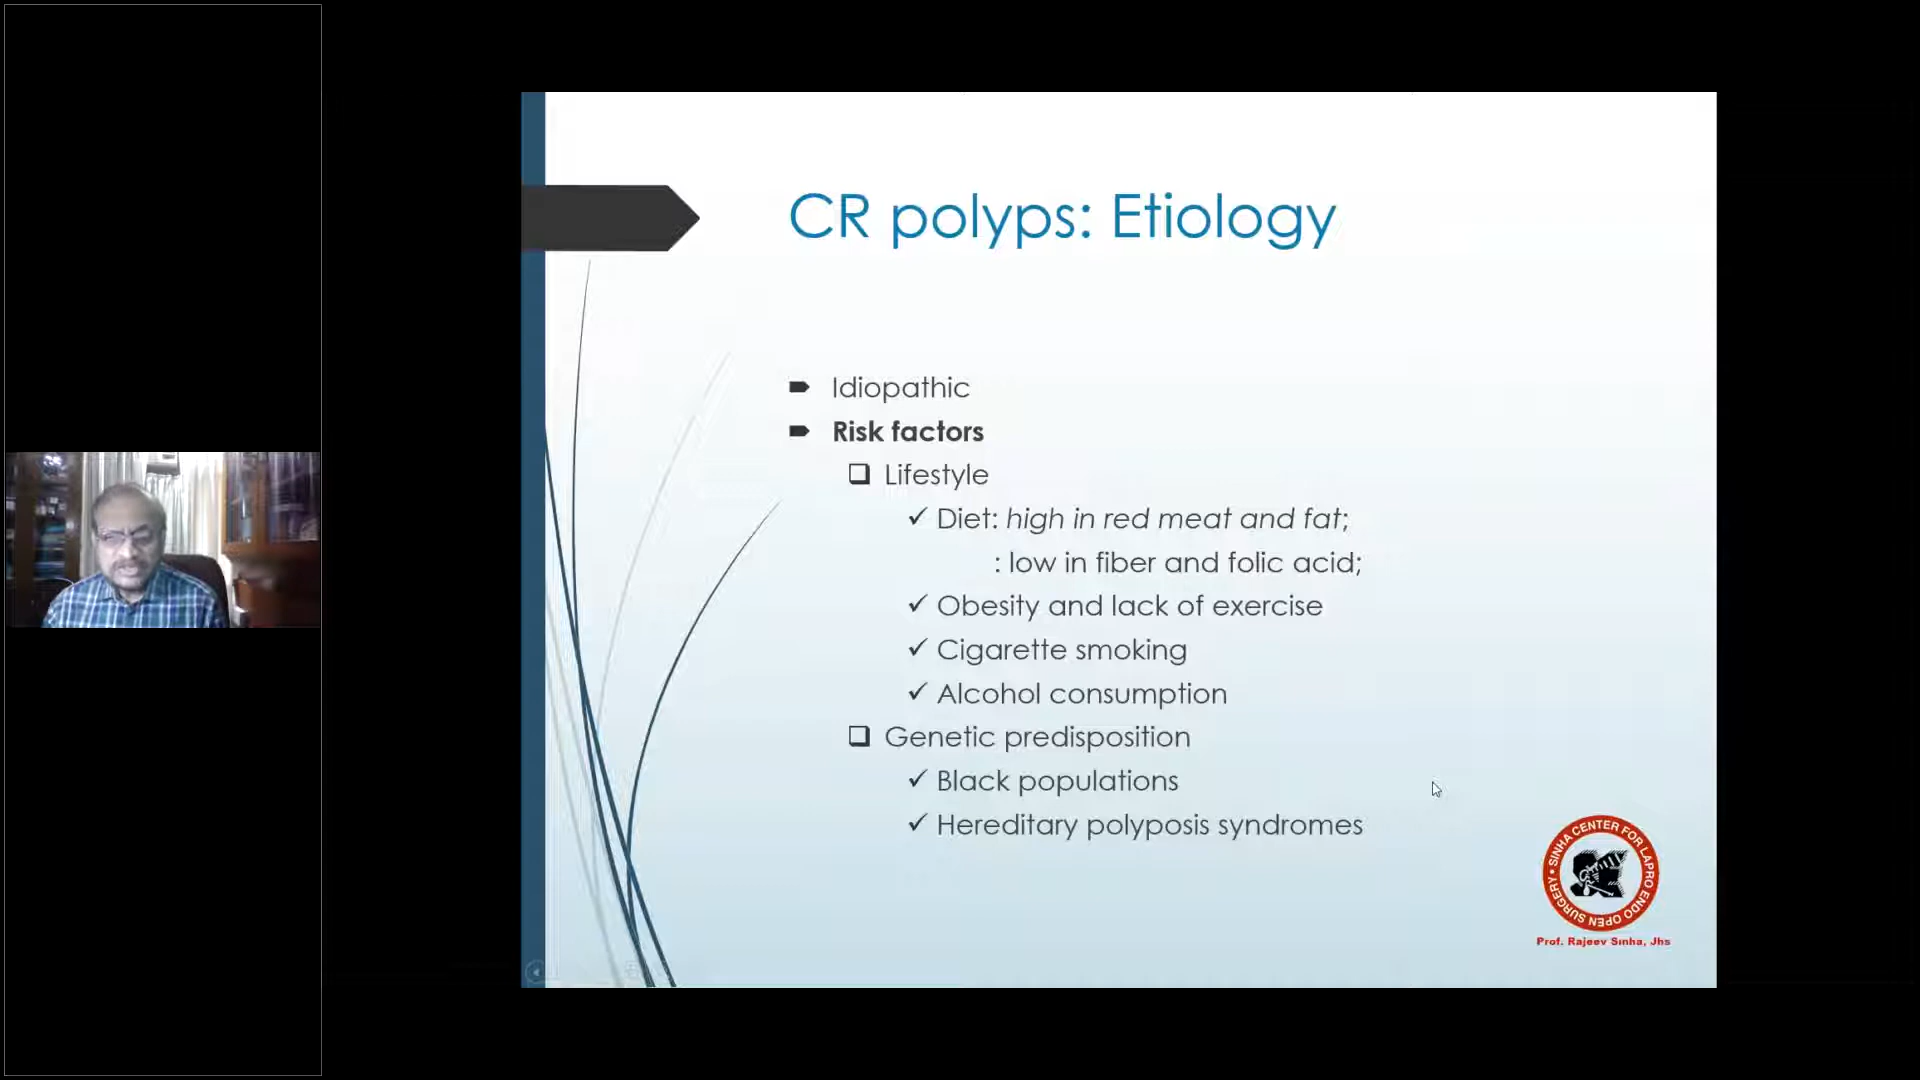 CR polyps: Etiology
Idiopathic
Risk factors
Lifestyle
Diet: high in red meat and fat;
: low in fiber and folic acid;
Obesity and lack of exercise
Cigarette smoking
Alcohol consumption
Genetic predisposition
Black populations
Hereditary polyposis syndromes
SINHA CENTER FOR LAPRO ENDO OPEN SURGERY
Prof. Rajeev Sinha, Jhs